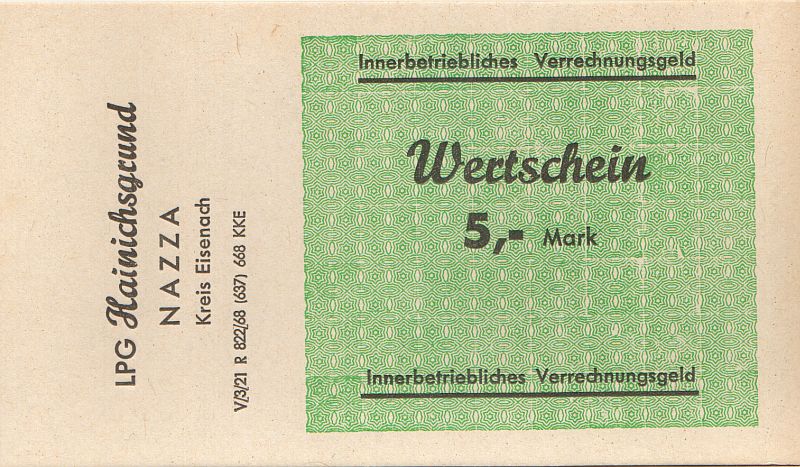 LPG Hainichsgrund
NAZZA
Kreis Eisenach
V/3/21 R 822/68 (637) 668 KKE
Innerbetriebliches Verrechnungsgeld
Wertschein
5,- Mark
Innerbetriebliches Verrechnungsgeld